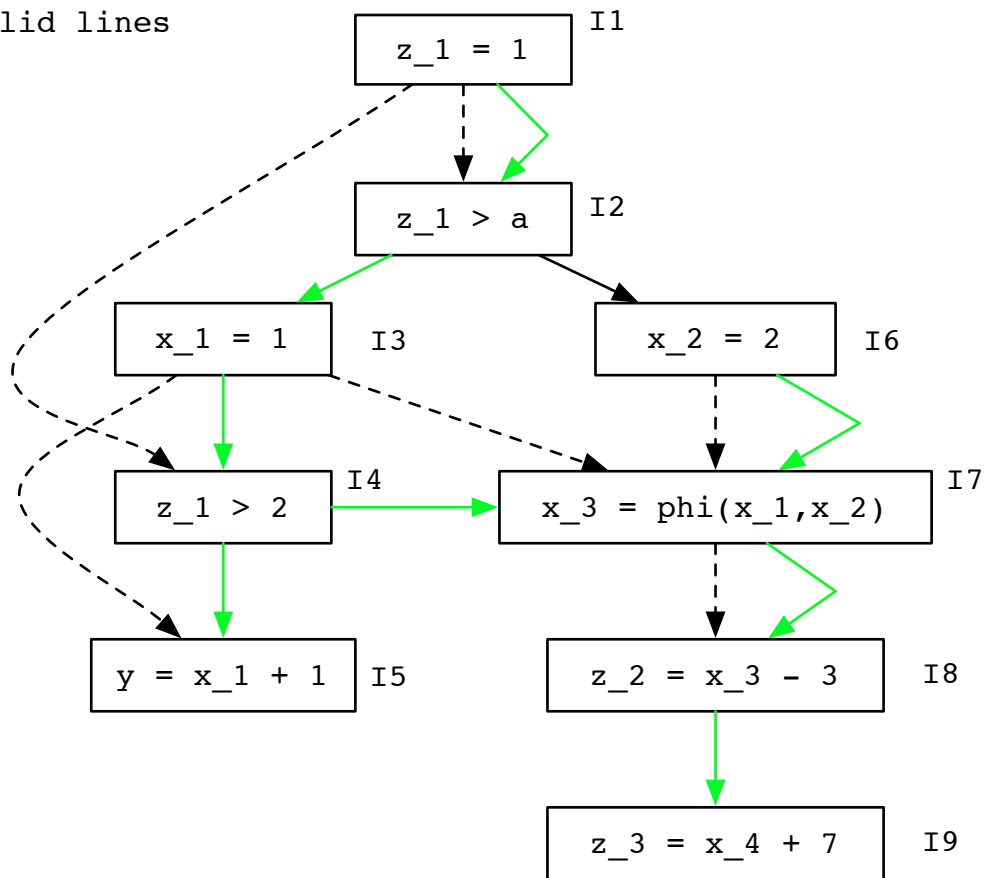 lid lines
z_1 = 1
I1
z_1 > a
I2
x_1 = 1
I3
x_2 = 2
I6
z_1 > 2
I4
x_3 = phi(x_1,x_2)
I7
y = x_1 + 1
I5
z_2 = x_3 - 3
I8
z_3 = x_4 + 7
I9